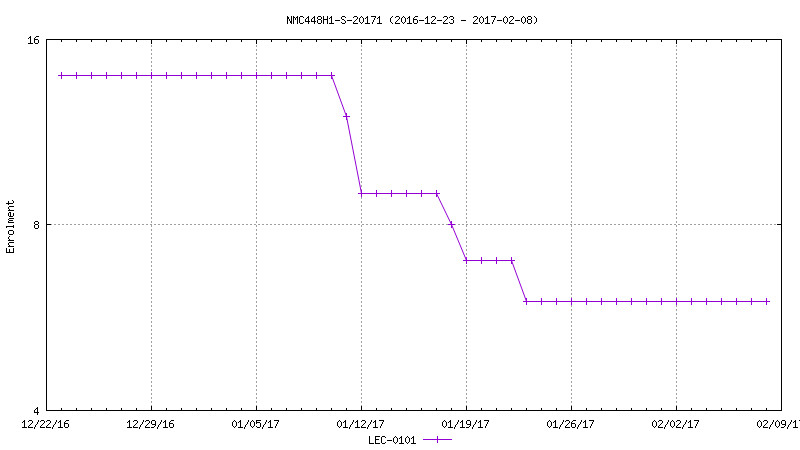 NMC448H1-S-20171 (2016-12-23 - 2017-02-08)
16
8
4
Enrolment
12/22/16 12/29/16 01/05/17 01/12/17 01/19/17 01/26/17 02/02/17 02/09/17
LEC-0101